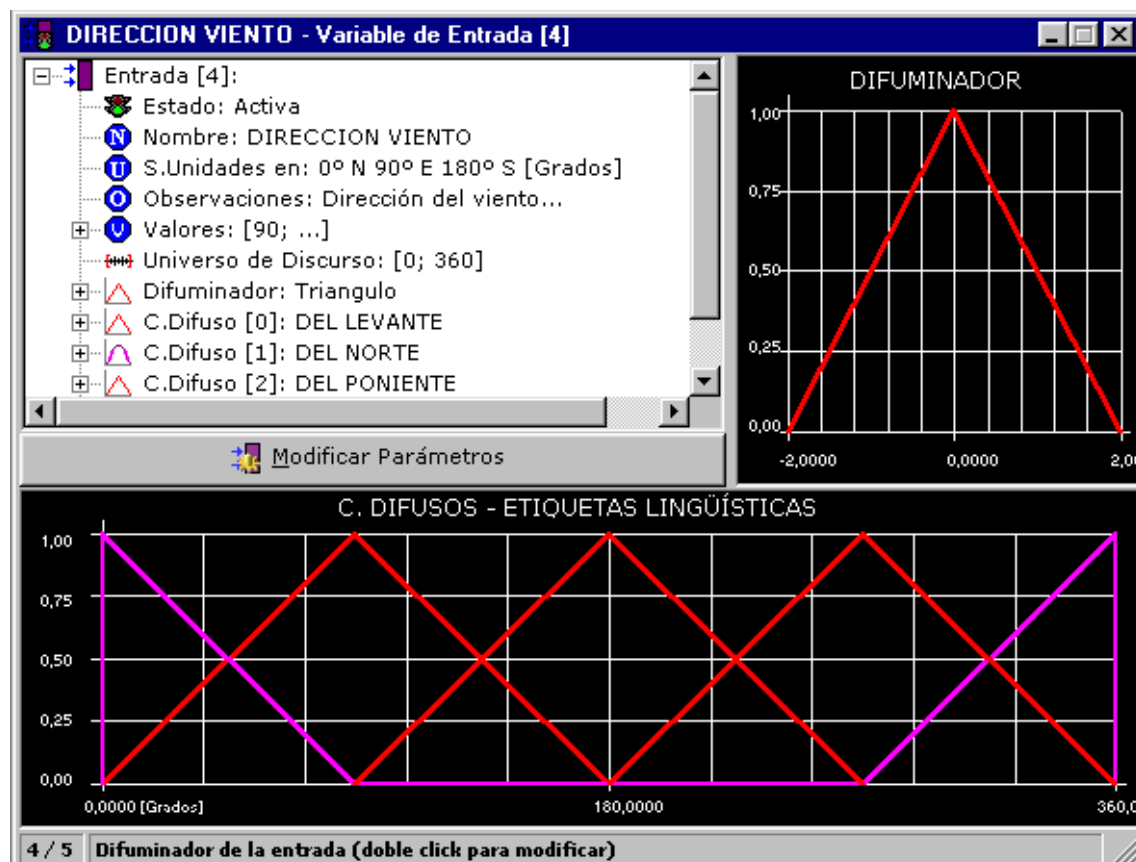 DIRECCION VIENTO - Variable de Entrada [4]
Entrada [4]:
Estado: Activa
N Nombre: DIRECCION VIENTO
U S.Unidades en: 0º N 90º E 180º S [Grados]
O Observaciones: Dirección del viento...
V Valores: [90; ...]
Universo de Discurso: [0; 360]
Difuminador: Triangulo
C.Difuso [0]: DEL LEVANTE
C.Difuso [1]: DEL NORTE
C.Difuso [2]: DEL PONIENTE
Modificar Parámetros
DIFUMINADOR
1,00
0,75
0,50
0,25
0,00
-2,0000 0,0000 2,0
C. DIFUSOS - ETIQUETAS LINGÜÍSTICAS
1,00
0,75
0,50
0,25
0,00
0,0000 [Grados] 180,0000 360,0
4 / 5 Difuminador de la entrada (doble click para modificar)